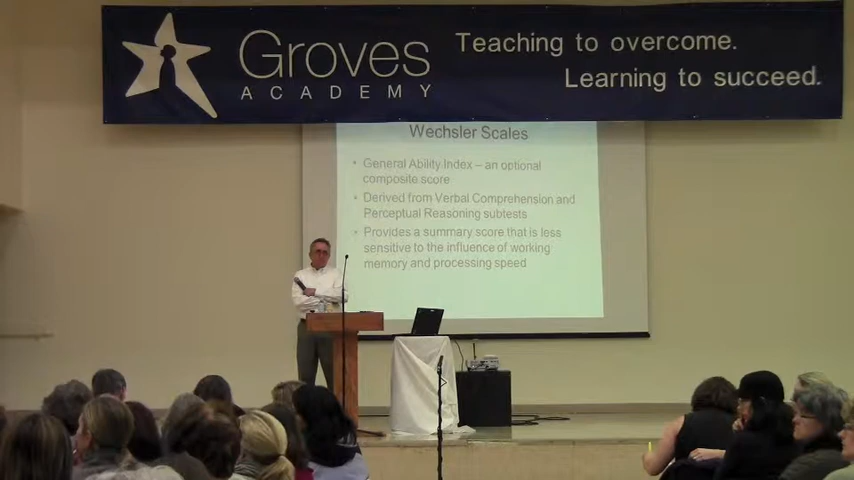 Groves
ACADEMY
Teaching to overcome.
Learning to succeed.
Wechsler Scales
• General Ability Index – an optional
composite score
• Derived from Verbal Comprehension and
Perceptual Reasoning subtests
• Provides a summary score that is less
sensitive to the influence of working
memory and processing speed